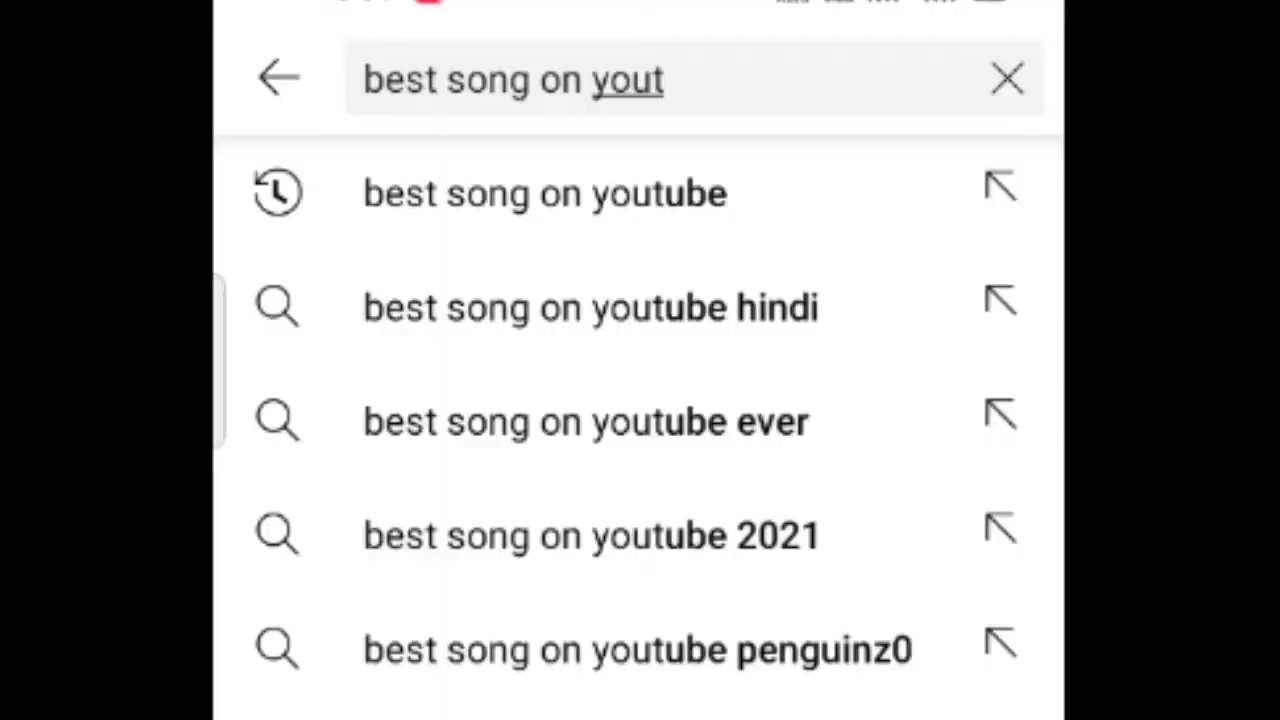 best song on yout
best song on youtube
best song on youtube hindi
best song on youtube ever
best song on youtube 2021
best song on youtube penguinz0